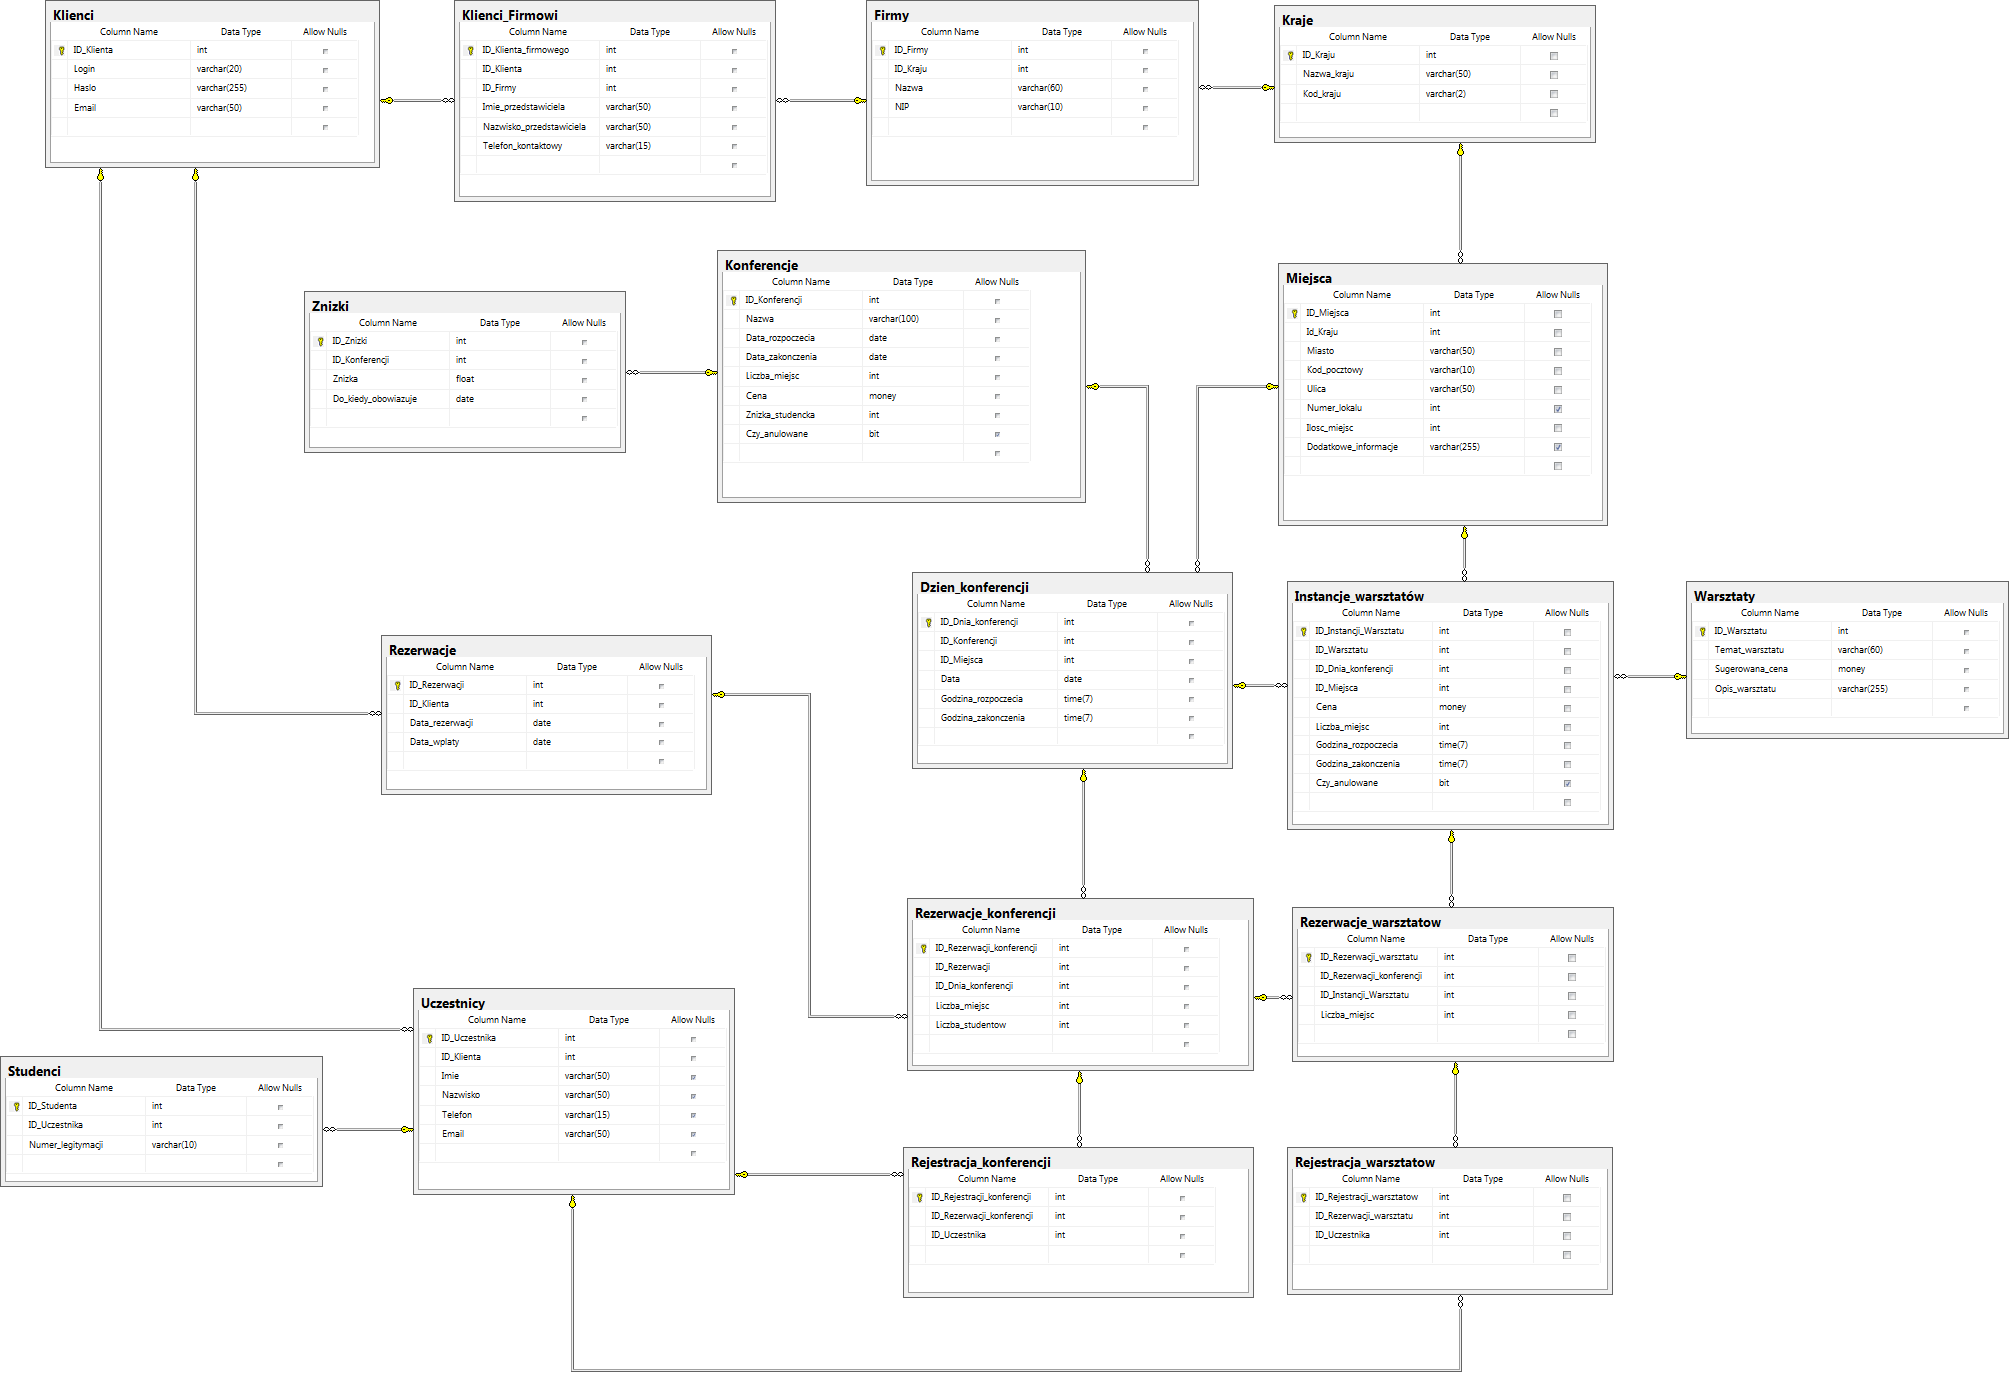 Klienci
Column Name Data Type Allow Nulls
ID_Klienta int
Login varchar(20)
Haslo varchar(255)
Email varchar(50)
Klienci_Firmowi
Column Name Data Type Allow Nulls
ID_Klienta_firmowego int
ID_Klienta int
ID_Firmy int
Imie_przedstawiciela varchar(50)
Nazwisko_przedstawiciela varchar(50)
Telefon_kontaktowy varchar(15)
Firmy
Column Name Data Type Allow Nulls
ID_Firmy int
ID_Kraju int
Nazwa varchar(60)
NIP varchar(10)
Kraje
Column Name Data Type Allow Nulls
ID_Kraju int
Nazwa_kraju varchar(50)
Kod_kraju varchar(2)
Znizki
Column Name Data Type Allow Nulls
ID_Znizki int
ID_Konferencji int
Znizka float
Do_kiedy_obowiazuje date
Konferencje
Column Name Data Type Allow Nulls
ID_Konferencji int
Nazwa varchar(100)
Data_rozpoczecia date
Data_zakonczenia date
Liczba_miejsc int
Cena money
Znizka_studencka int
Czy_anulowane bit
Miejsca
Column Name Data Type Allow Nulls
ID_Miejsca int
Id_Kraju int
Miasto varchar(50)
Kod_pocztowy varchar(10)
Ulica varchar(50)
Numer_lokalu int
Ilosc_miejsc int
Dodatkowe_informacje varchar(255)
Rezerwacje
Column Name Data Type Allow Nulls
ID_Rezerwacji int
ID_Klienta int
Data_rezerwacji date
Data_wplaty date
Dzien_konferencji
Column Name Data Type Allow Nulls
ID_Dnia_konferencji int
ID_Konferencji int
ID_Miejsca int
Data date
Godzina_rozpoczecia time(7)
Godzina_zakonczenia time(7)
Instancje_warsztatów
Column Name Data Type Allow Nulls
ID_Instancji_Warsztatu int
ID_Warsztatu int
ID_Dnia_konferencji int
ID_Miejsca int
Cena money
Liczba_miejsc int
Godzina_rozpoczecia time(7)
Godzina_zakonczenia time(7)
Czy_anulowane bit
Warsztaty
Column Name Data Type Allow Nulls
ID_Warsztatu int
Temat_warsztatu varchar(60)
Sugerowana_cena money
Opis_warsztatu varchar(255)
Rezerwacje_konferencji
Column Name Data Type Allow Nulls
ID_Rezerwacji_konferencji int
ID_Rezerwacji int
ID_Dnia_konferencji int
Liczba_miejsc int
Liczba_studentow int
Rezerwacje_warsztatow
Column Name Data Type Allow Nulls
ID_Rezerwacji_warsztatu int
ID_Rezerwacji_konferencji int
ID_Instancji_Warsztatu int
Liczba_miejsc int
Uczestnicy
Column Name Data Type Allow Nulls
ID_Uczestnika int
ID_Klienta int
Imie varchar(50)
Nazwisko varchar(50)
Telefon varchar(15)
Email varchar(50)
Studenci
Column Name Data Type Allow Nulls
ID_Studenta int
ID_Uczestnika int
Numer_legitymacji varchar(10)
Rejestracja_konferencji
Column Name Data Type Allow Nulls
ID_Rejestracji_konferencji int
ID_Rezerwacji_konferencji int
ID_Uczestnika int
Rejestracja_warsztatow
Column Name Data Type Allow Nulls
ID_Rejestracji_warsztatow int
ID_Rezerwacji_warsztatu int
ID_Uczestnika int